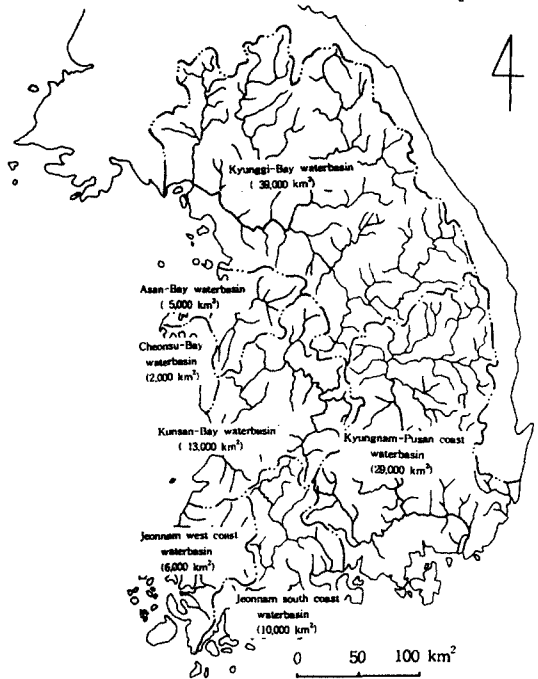 Kyunggi-Bay waterbasin
( 39,000 km²)
Asan-Bay waterbasin
( 5,000 km²)
Cheonsu-Bay
waterbasin
(2,000 km²)
Kunsan-Bay waterbasin
( 13,000 km²)
Kyungnam-Pusan coast
waterbasin
(29,000 km²)
Jeonnam west coast
waterbasin
(6,000 km²)
Jeonnam south coast
waterbasin
(10,000 km²)
0 50 100 km²